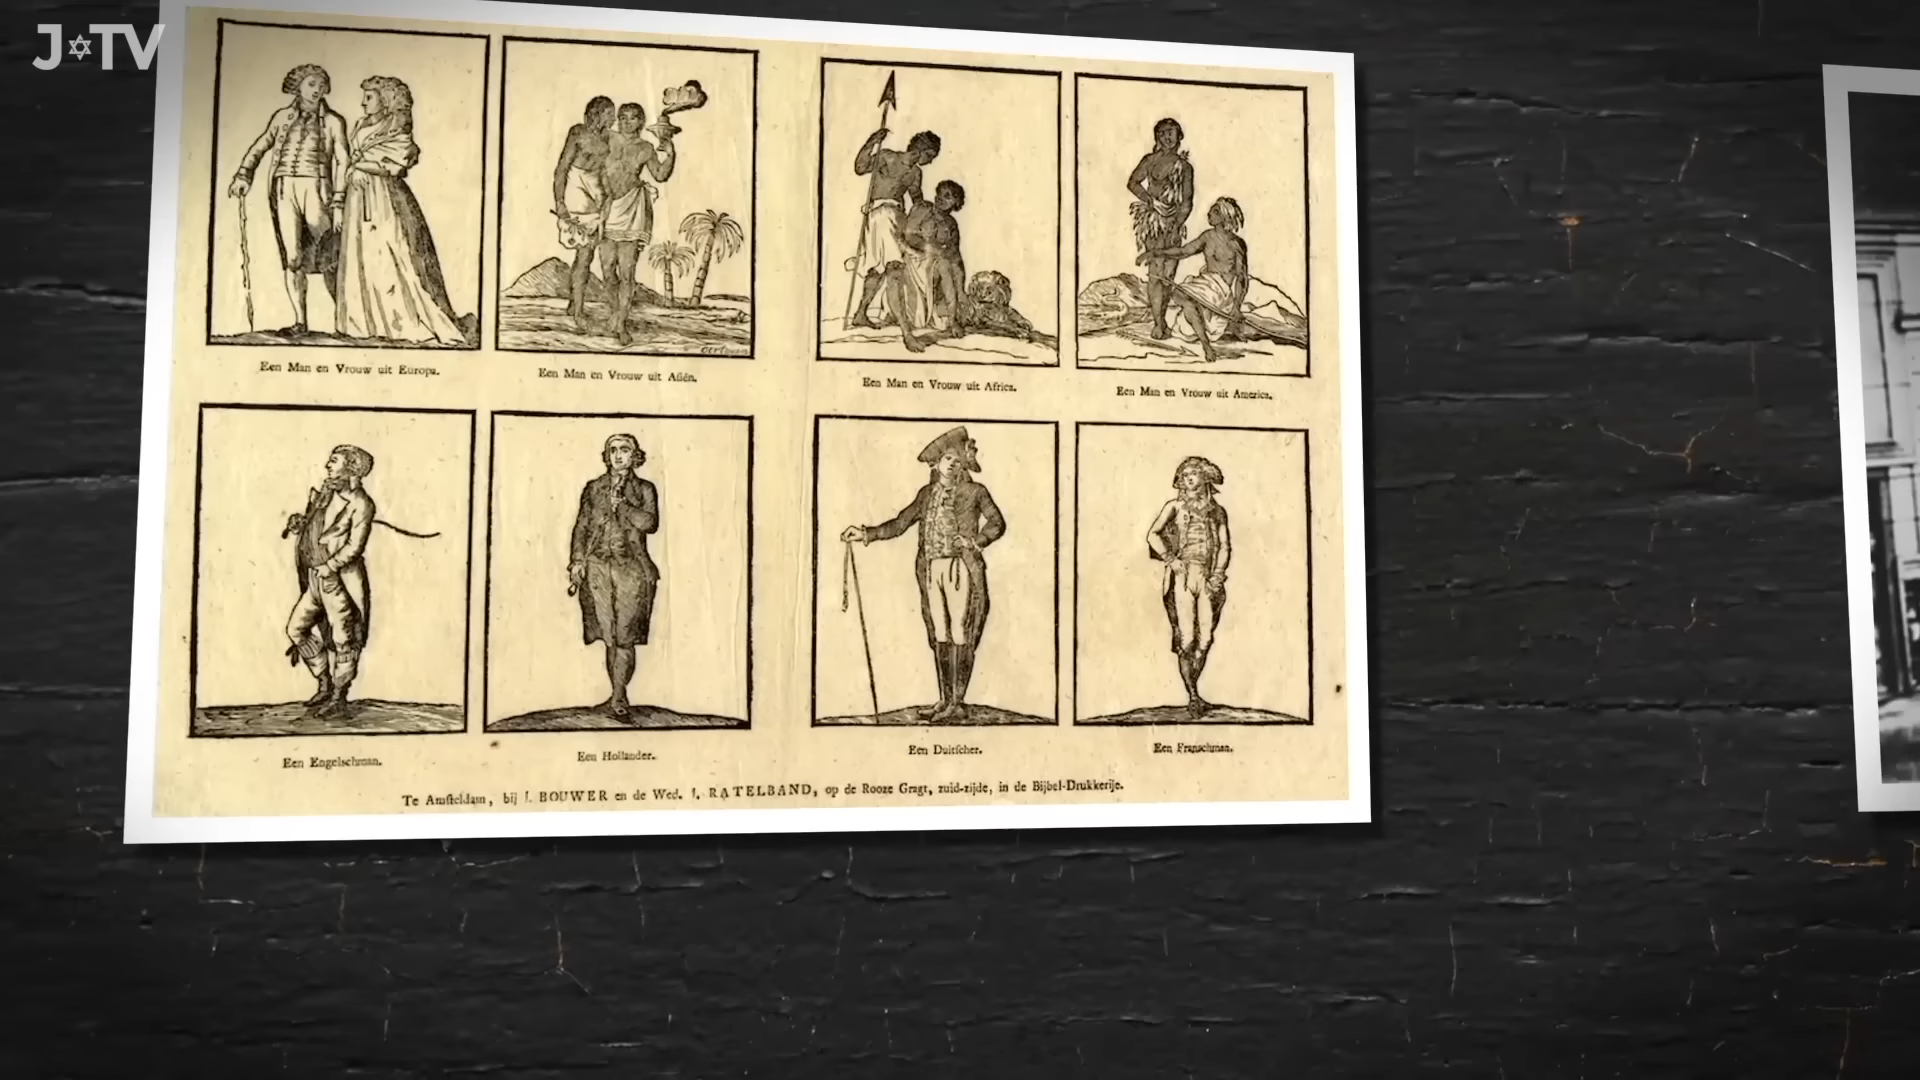 J✡TV
Een Man en Vrouw uit Europa.
Een Man en Vrouw uit Asiën.
Een Man en Vrouw uit Africa.
Een Man en Vrouw uit America.
Een Engelschman.
Een Hollander.
Een Duitscher.
Een Franschman.
Te Amsteldam, bij J. BOUWER en de Wed. J. RATELBAND, op de Rooze Gragt, zuid-zijde, in de Bijbel-Drukkerije.